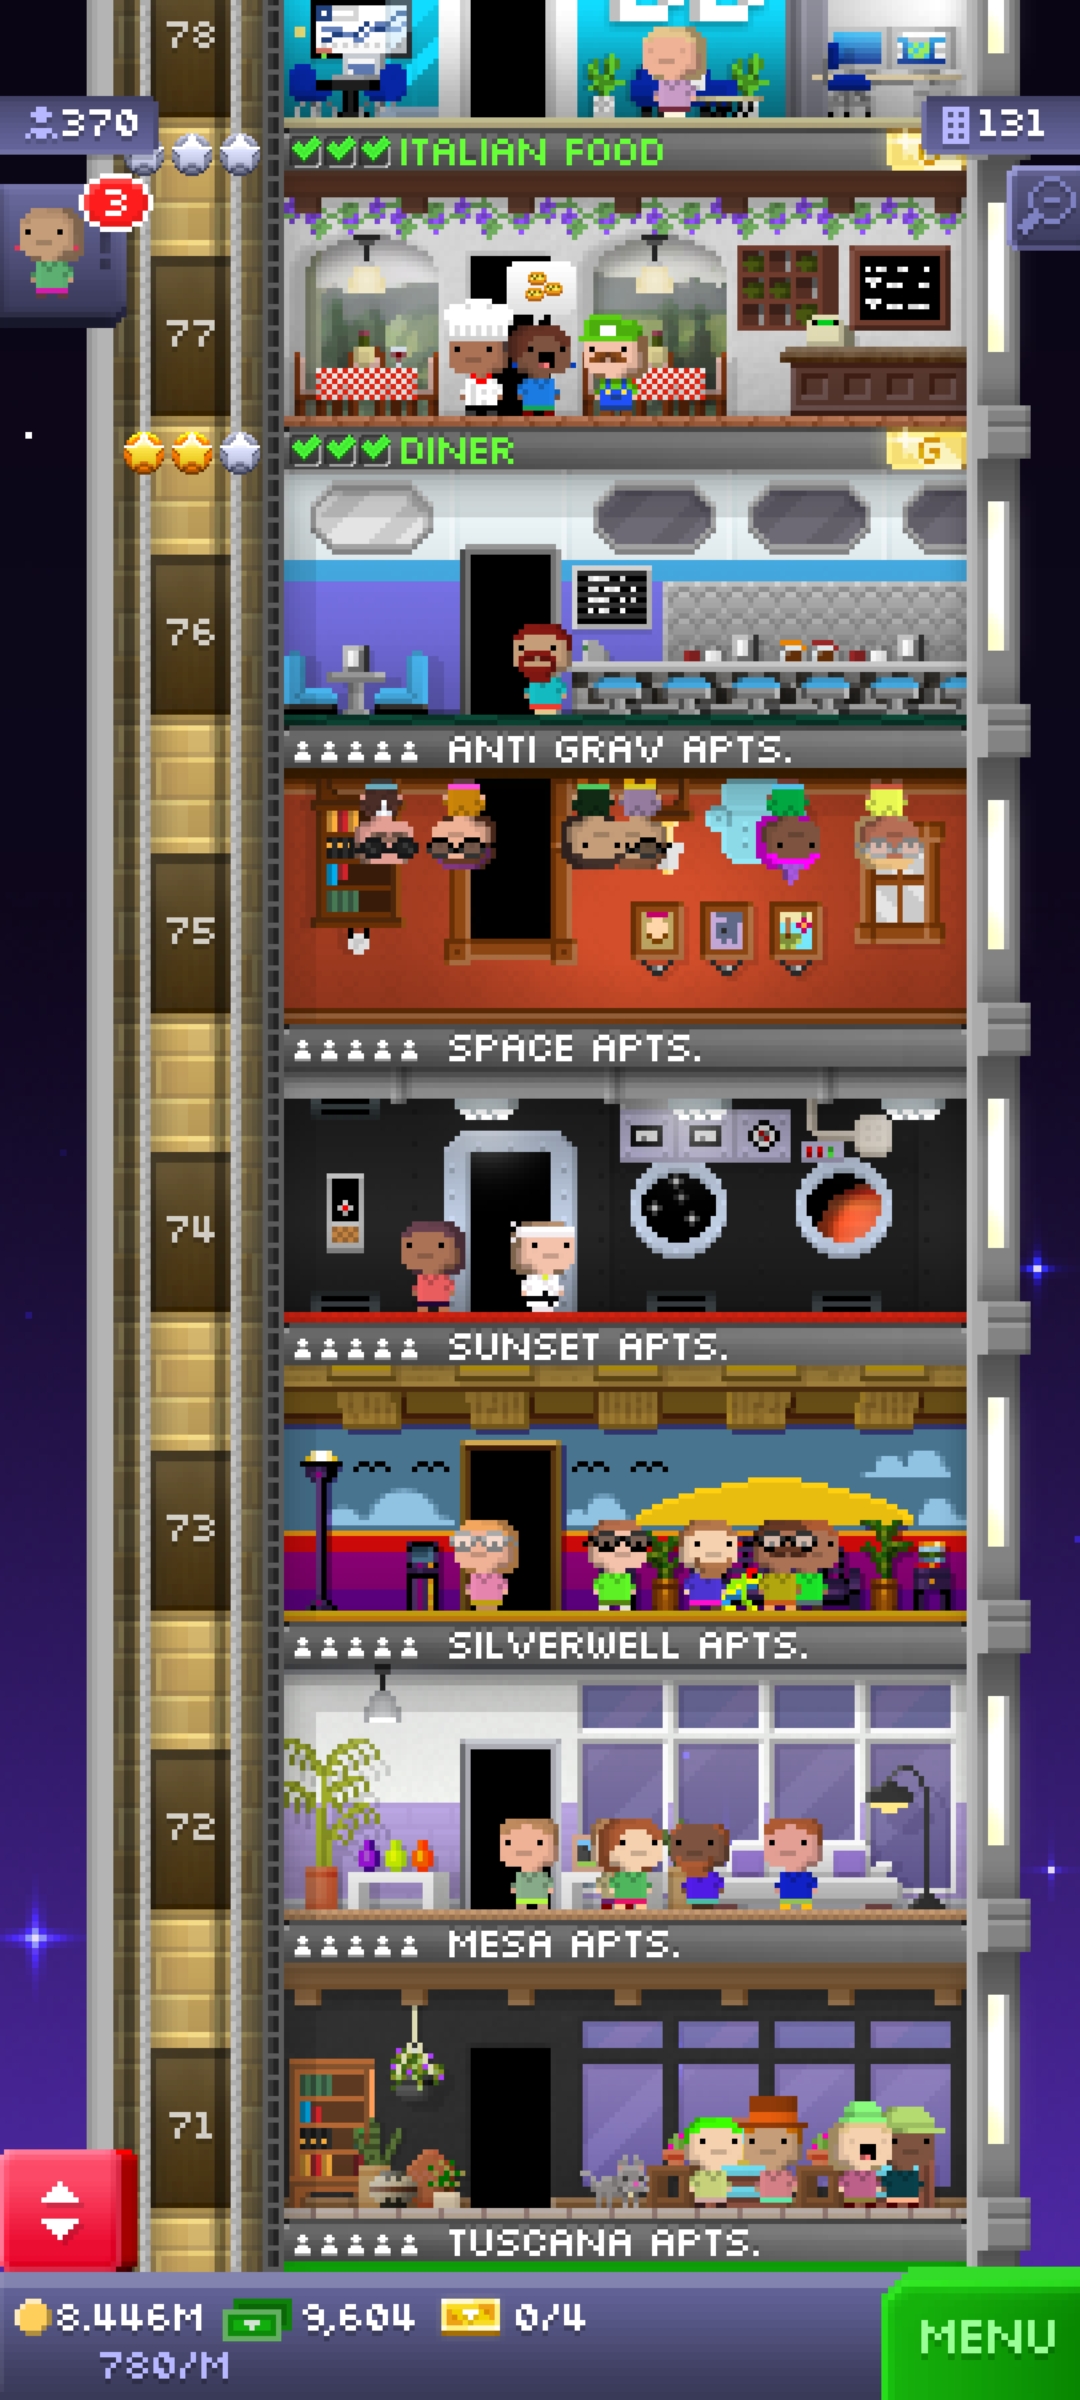 78
370
131
ITALIAN FOOD
3
77
DINER
G
76
ANTI GRAV APTS.
75
SPACE APTS.
74
SUNSET APTS.
73
SILVERWELL APTS.
72
MESA APTS.
71
TUSCANA APTS.
8.446M 9,604 0/4
780/M
MENU